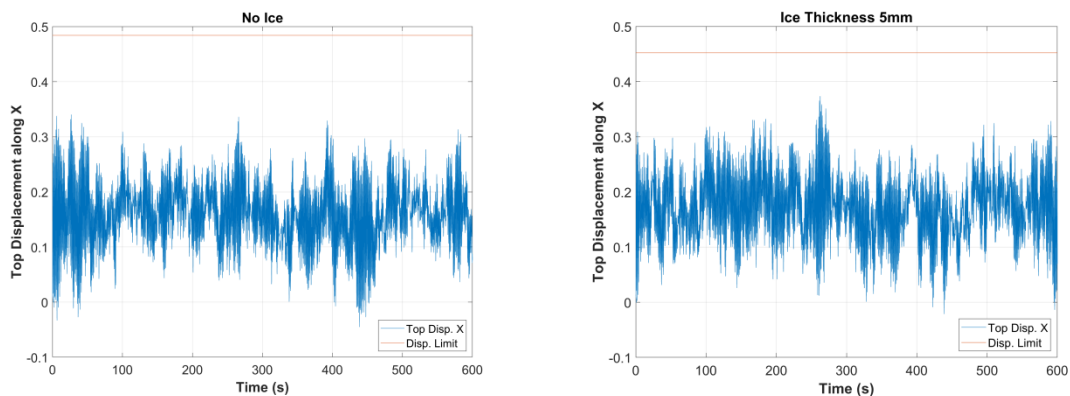 No Ice
0.5
0.4
0.3
0.2
0.1
0
-0.1
Top Displacement along X
0
100
200
300
400
500
600
Time (s)
Top Disp. X
Disp. Limit
Ice Thickness 5mm
0.5
0.4
0.3
0.2
0.1
0
-0.1
Top Displacement along X
0
100
200
300
400
500
600
Time (s)
Top Disp. X
Disp. Limit